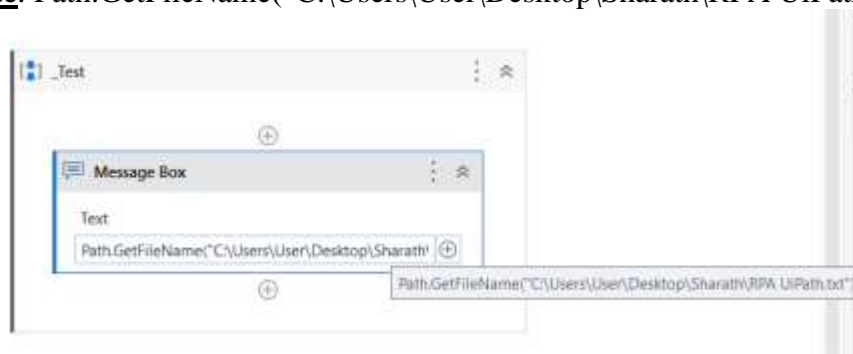 : Path.GetFileName("C:\Users\User\Desktop\Sharath\RPA UiPath
_Test
Message Box
Text
Path.GetFileName("C:\Users\User\Desktop\Sharath\
Path.GetFileName("C:\Users\User\Desktop\Sharath\RPA UiPath.txt")